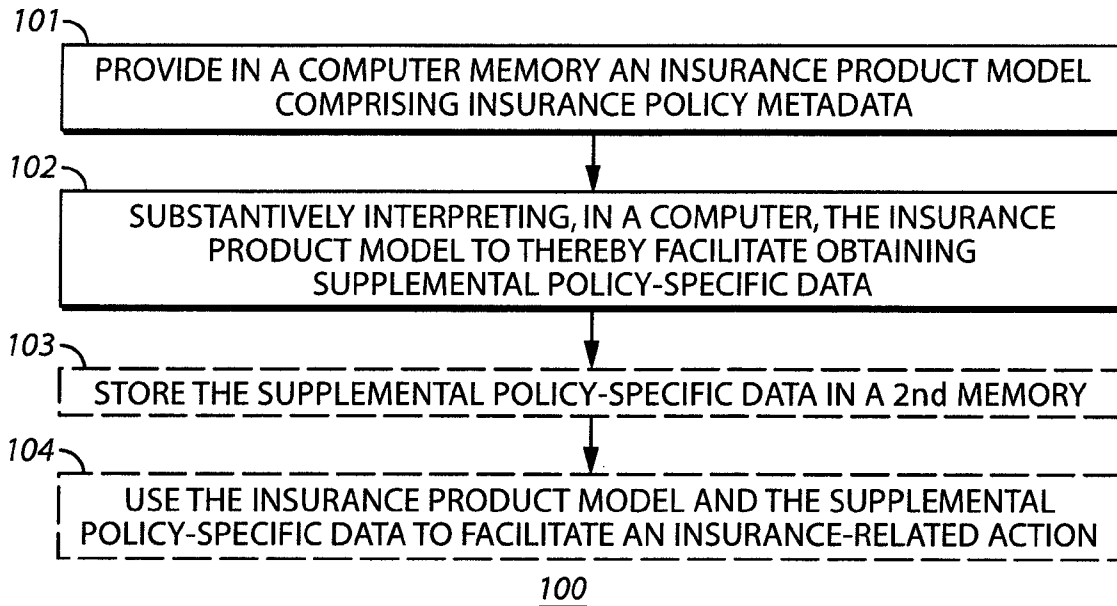 101
PROVIDE IN A COMPUTER MEMORY AN INSURANCE PRODUCT MODEL
COMPRISING INSURANCE POLICY METADATA
102
SUBSTANTIVELY INTERPRETING, IN A COMPUTER, THE INSURANCE
PRODUCT MODEL TO THEREBY FACILITATE OBTAINING
SUPPLEMENTAL POLICY-SPECIFIC DATA
103
STORE THE SUPPLEMENTAL POLICY-SPECIFIC DATA IN A 2nd MEMORY
104
USE THE INSURANCE PRODUCT MODEL AND THE SUPPLEMENTAL
POLICY-SPECIFIC DATA TO FACILITATE AN INSURANCE-RELATED ACTION
100